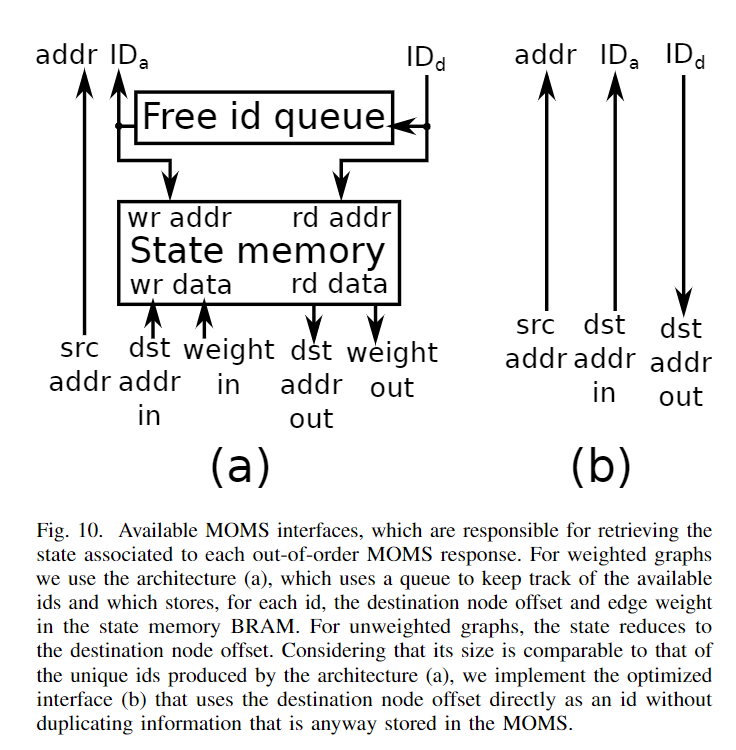 addr IDa IDd
Free id queue
wr addr rd addr
State memory
wr data rd data
src addr
dst addr in
weight in
dst addr out
weight out
(a)
addr IDa IDd
src addr
dst addr in
dst addr out
(b)
Fig. 10. Available MOMS interfaces, which are responsible for retrieving the
state associated to each out-of-order MOMS response. For weighted graphs
we use the architecture (a), which uses a queue to keep track of the available
ids and which stores, for each id, the destination node offset and edge weight
in the state memory BRAM. For unweighted graphs, the state reduces to
the destination node offset. Considering that its size is comparable to that of
the unique ids produced by the architecture (a), we implement the optimized
interface (b) that uses the destination node offset directly as an id without
duplicating information that is anyway stored in the MOMS.